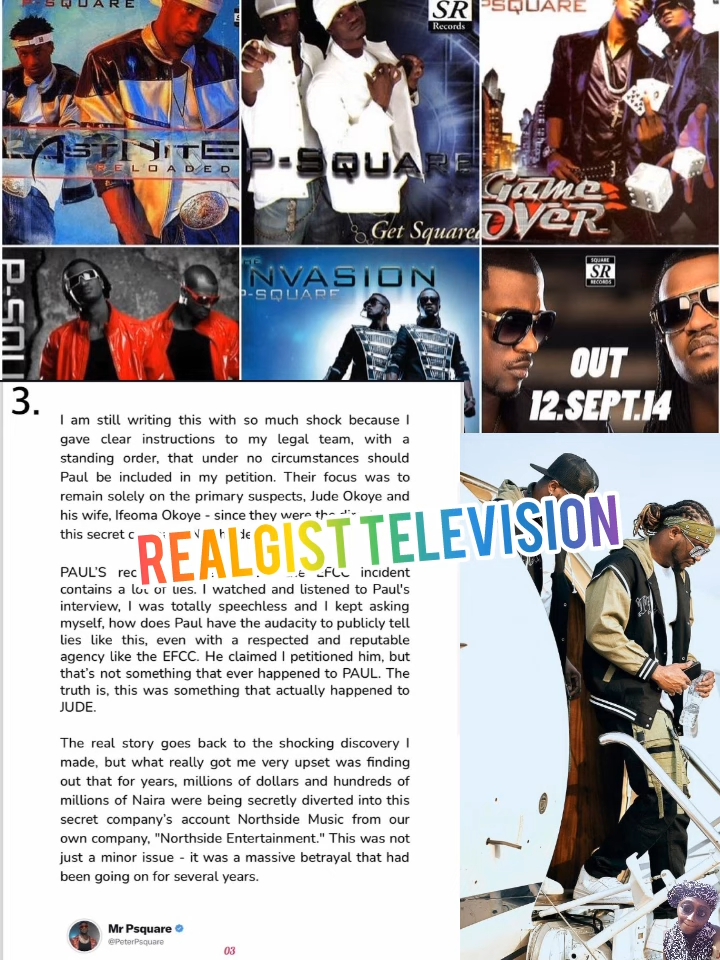 P-SQUARE
LAST NITE
RELOADED
SR
Records
P-SQUARE
Get Squared
PSQUARE
Game
OVER
P-SQU
INVASION
P-SQUARE
SQUARE
SR
RECORDS
OUT
12.SEPT.14
3.
I am still writing this with so much shock because I
gave clear instructions to my legal team, with a
standing order, that under no circumstances should
Paul be included in my petition. Their focus was to
remain solely on the primary suspects, Jude Okoye and
his wife, Ifeoma Okoye - since they were the
this secret
REALGIST TELEVISION
PAUL'S EFCC incident
contains a lot of lies. I watched and listened to Paul's
interview, I was totally speechless and I kept asking
myself, how does Paul have the audacity to publicly tell
lies like this, even with a respected and reputable
agency like the EFCC. He claimed I petitioned him, but
that's not something that ever happened to PAUL. The
truth is, this was something that actually happened to
JUDE.
The real story goes back to the shocking discovery I
made, but what really got me very upset was finding
out that for years, millions of dollars and hundreds of
millions of Naira were being secretly diverted into this
secret company's account Northside Music from our
own company, "Northside Entertainment." This was not
just a minor issue - it was a massive betrayal that had
been going on for several years.
Mr Psquare
@PeterPsquare
03